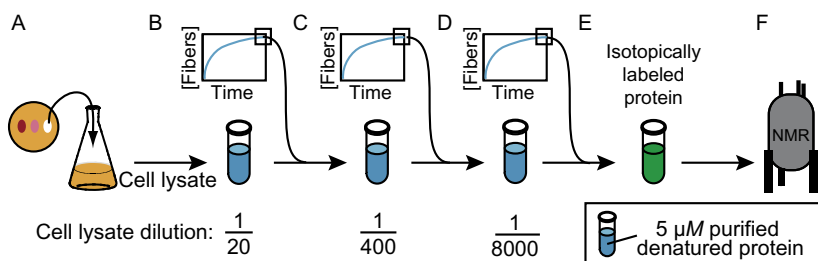 A
B
C
D
E
F
[Fibers]
Time
[Fibers]
Time
[Fibers]
Time
Isotopically
labeled
protein
NMR
Cell lysate
Cell lysate dilution:
1
20
1
400
1
8000
5 µM purified
denatured protein